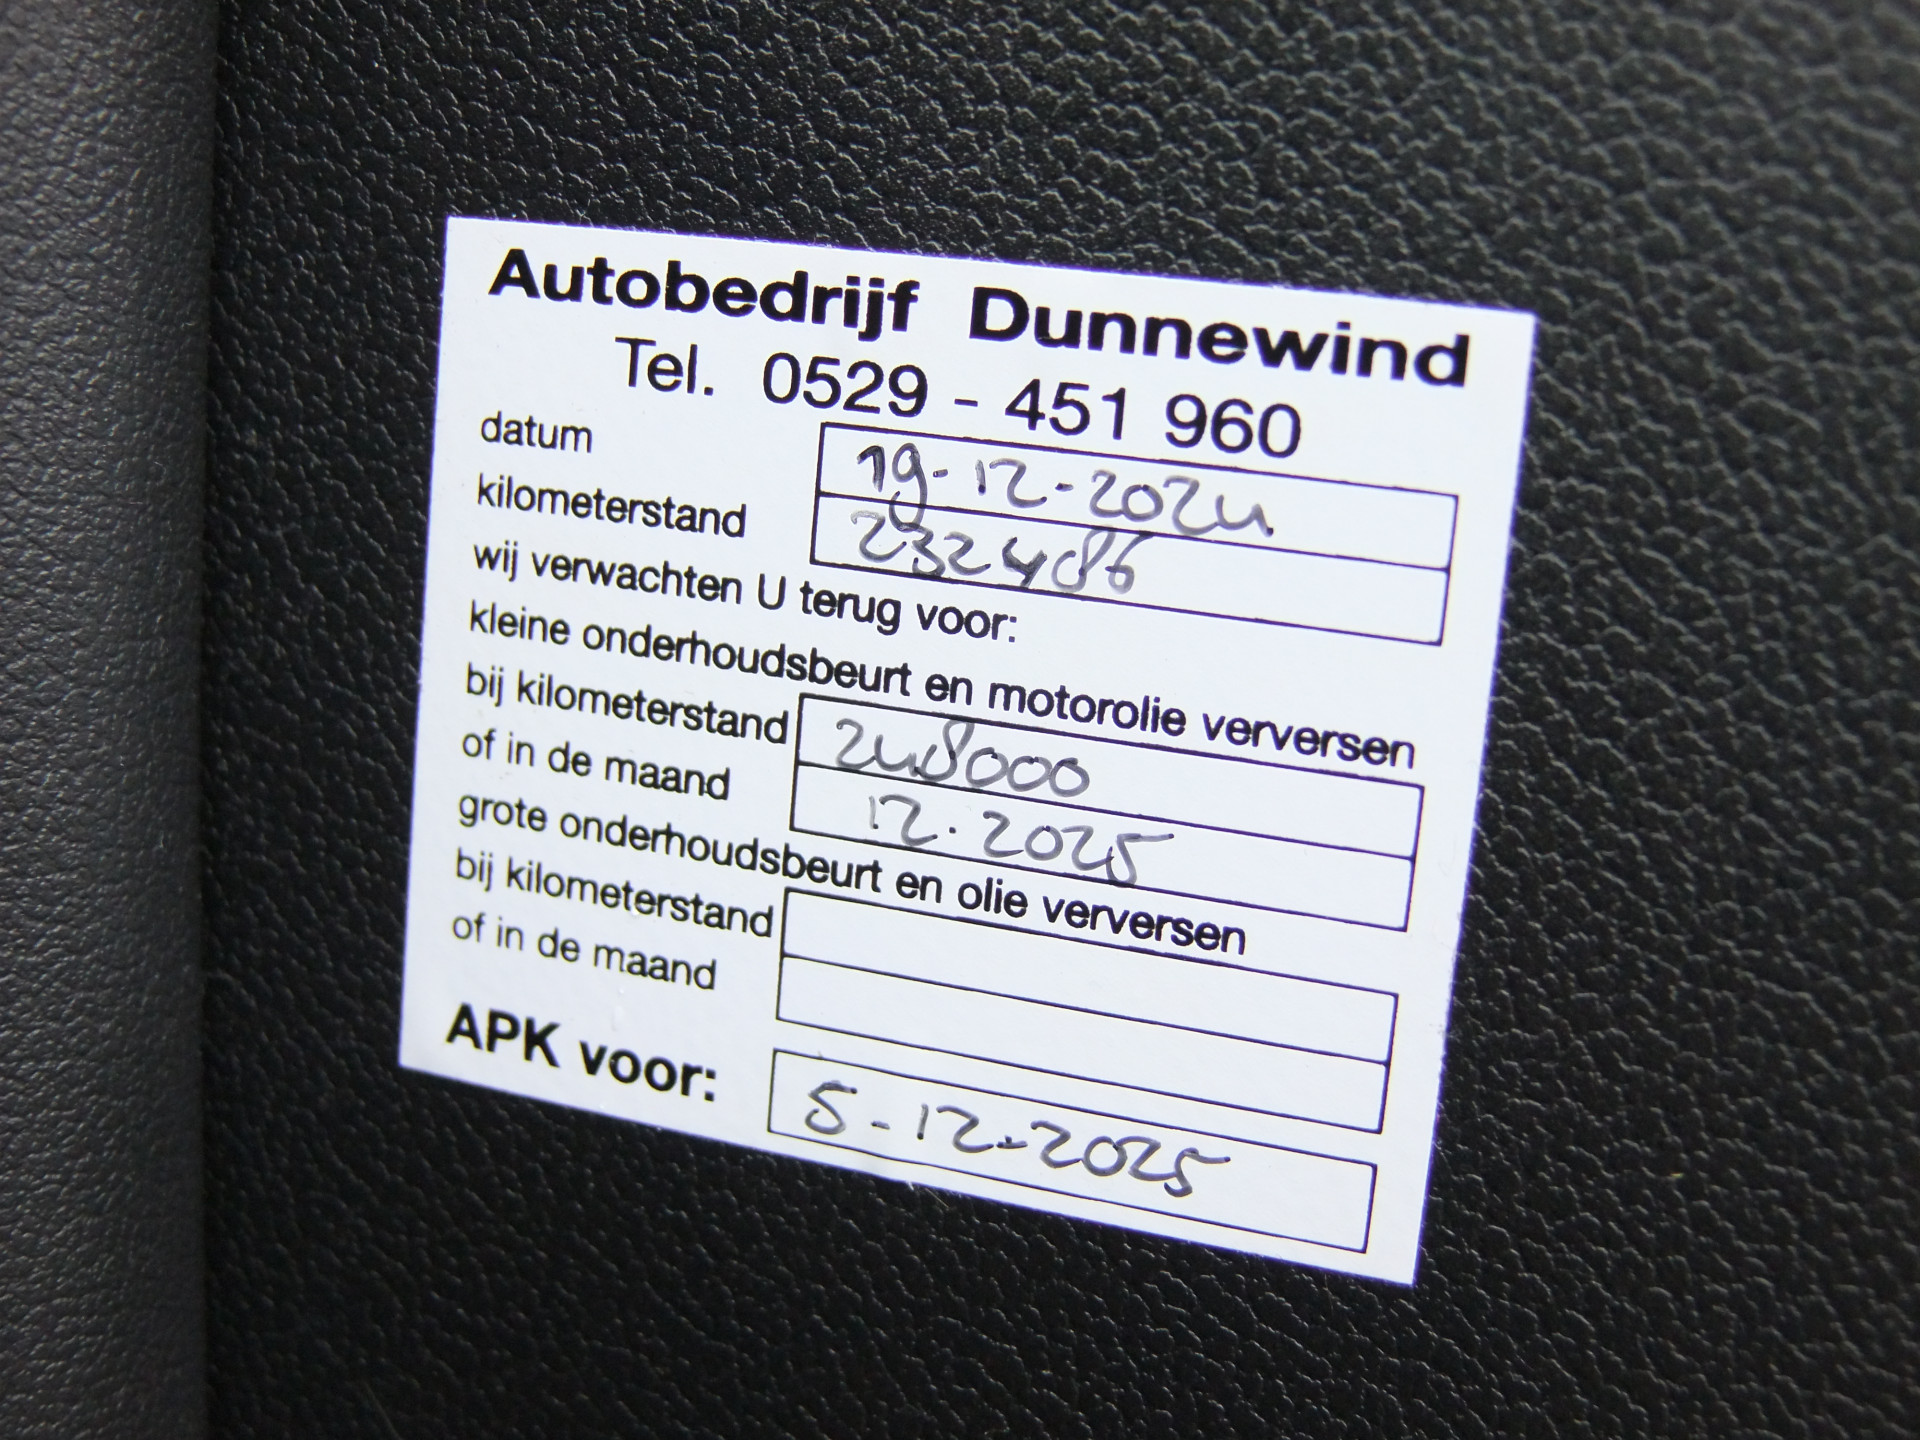 Autobedrijf Dunnewind
Tel. 0529 - 451 960
datum 19-12-2024
kilometerstand 232486
wij verwachten U terug voor:
kleine onderhoudsbeurt en motorolie verversen
bij kilometerstand 248000
of in de maand 12.2025
grote onderhoudsbeurt en olie verversen
bij kilometerstand
of in de maand
APK voor: 5-12-2025